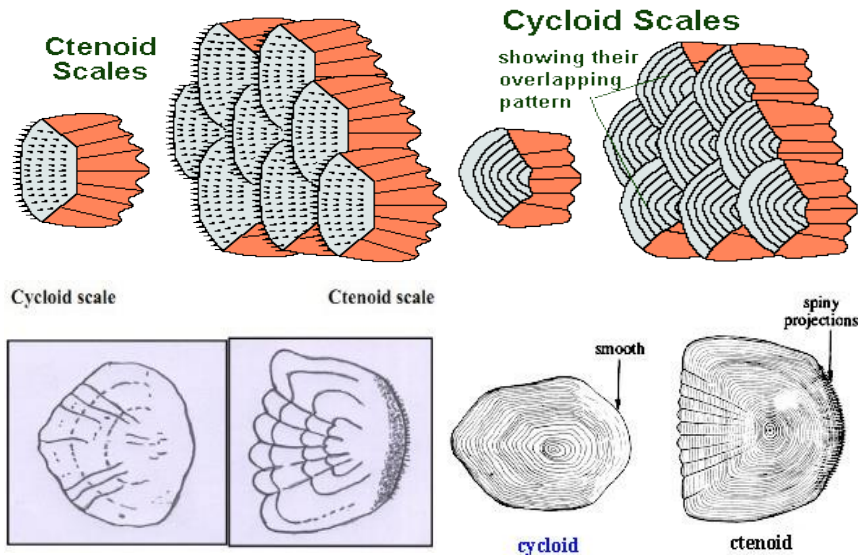 Ctenoid
Scales
Cycloid Scales
showing their
overlapping
pattern
Cycloid scale
Ctenoid scale
smooth
spiny
projections
cycloid
ctenoid